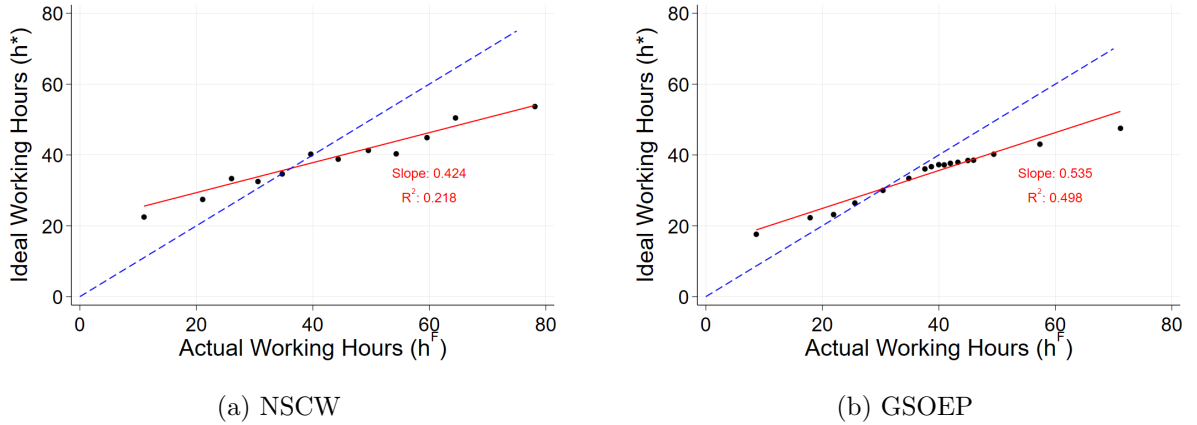 80
60
40
20
0
Ideal Working Hours (h*)
Slope: 0.424
R²: 0.218
0 20 40 60 80
Actual Working Hours (hᶠ)
(a) NSCW
80
60
40
20
0
Ideal Working Hours (h*)
Slope: 0.535
R²: 0.498
0 20 40 60 80
Actual Working Hours (hᶠ)
(b) GSOEP